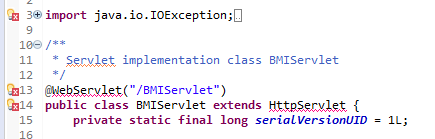 3 import java.io.IOException;
9
10 /**
11 * Servlet implementation class BMIServlet
12 */
13 @WebServlet("/BMIServlet")
14 public class BMIServlet extends HttpServlet {
15 private static final long serialVersionUID = 1L;